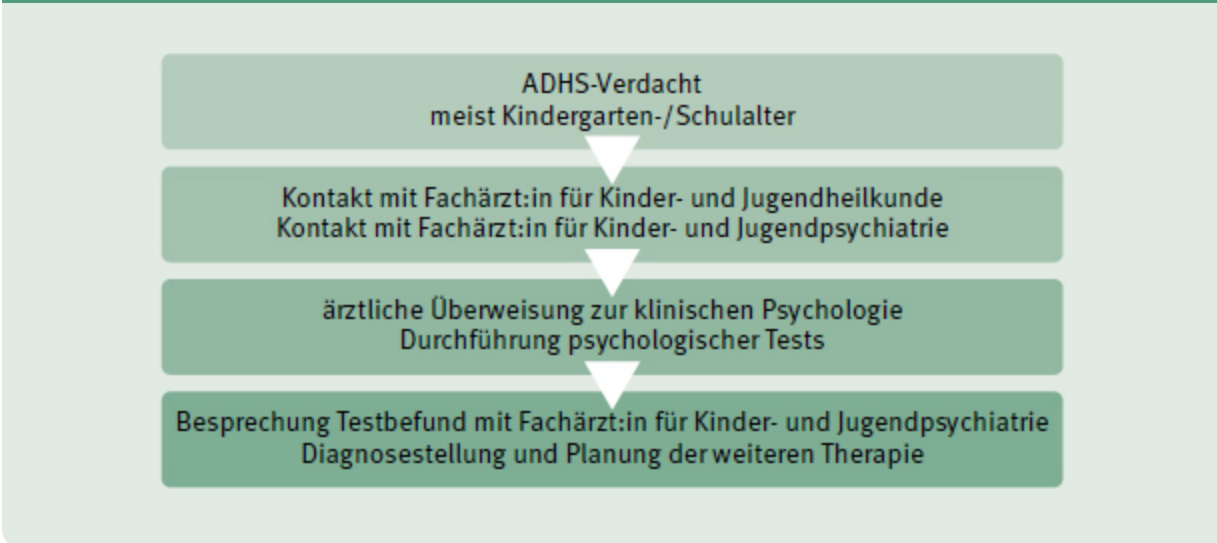 ADHS-Verdacht
meist Kindergarten-/Schulalter
Kontakt mit Fachärzt:in für Kinder- und Jugendheilkunde
Kontakt mit Fachärzt:in für Kinder- und Jugendpsychiatrie
ärztliche Überweisung zur klinischen Psychologie
Durchführung psychologischer Tests
Besprechung Testbefund mit Fachärzt:in für Kinder- und Jugendpsychiatrie
Diagnosestellung und Planung der weiteren Therapie